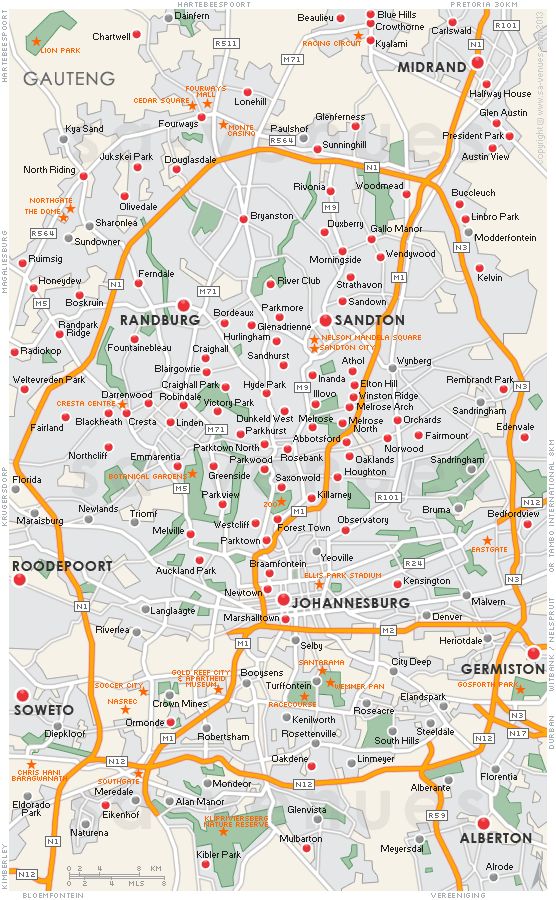 HARTEBEESPOORT
PRETORIA 30KM
HARTEBEESPOORT
LION PARK
GAUTENG
Dainfern
Chartwell
R511
M71
Beaulieu
Blue Hills
Crowthorne
Kyalami
RACING CIRCUIT
Carlswald
R101
N1
MIDRAND
Halfway House
Glen Austin
President Park
Austin View
copyright @ www.sa-venues.com 2013
FOURWAYS
MALL
CEDAR SQUARE
Lonehill
Fourways
MONTE
CASINO
Kya Sand
Paulshof
Glenferness
R564
Sunninghill
N1
Jukskei Park
Douglasdale
North Riding
Olivedale
Rivonia
Woodmead
M9
Buccleuch
Linbro Park
Modderfontein
NORTHGATE
THE DOME
Sharonlea
R564
Sundowner
Bryanston
Duxberry
Gallo Manor
Morningside
Wendywood
N3
MAGALIESBURG
Ruimsig
Honeydew
M5
Boskruin
N1
Ferndale
M71
River Club
Strathavon
M1
Kelvin
Randpark
Ridge
RANDBURG
Bordeaux
Parkmore
Glenadrienne
Sandown
SANDTON
Radiokop
Fountainebleau
Hurlingham
NELSON MANDELA SQUARE
SANDTON CITY
Craighall
Sandhurst
Athol
Wynberg
Blairgowrie
Weltevreden Park
Darrenwood
Craighall Park
Hyde Park
M9
Inanda
Elton Hill
Rembrandt Park
N3
CRESTA CENTRE
Robindale
Victory Park
Illovo
Winston Ridge
Melrose Arch
Sandringham
Fairland
Blackheath
Cresta
Linden
M71
Dunkeld West
Melrose
Melrose
North
Orchards
Edenvale
Parkhurst
Abbotsford
Fairmount
Northcliff
Emmarentia
Parktown North
Rosebank
Norwood
Parkwood
Oaklands
Sandringham
BOTANICAL GARDENS
Greenside
Saxonwold
Houghton
OR TAMBO INTERNATIONAL 8KM
KRUGERSDORP
Florida
M5
Parkview
ZOO
Killarney
R101
N12
Maraisburg
Newlands
Triomf
Westcliff
M1
Bruma
Bedfordview
Melville
Forest Town
Observatory
Parktown
EASTGATE
ROODEPOORT
Auckland Park
Braamfontein
Yeoville
R24
ELLIS PARK STADIUM
Kensington
N1
Newtown
JOHANNESBURG
Malvern
Langlaagte
Marshalltown
Denver
Riverlea
M2
Selby
Heriotdale
WITBANK / NELSPRUIT
GOLD REEF CITY
& APARTHEID
MUSEUM
Booysens
SANTARAMA
City Deep
GERMISTON
SOCCER CITY
Turffontein
WEMMER PAN
GOSFORTH PARK
SOWETO
NASREC
Crown Mines
RACECOURSE
Roseacre
Elandspark
N3
Ormonde
Kenilworth
Diepkloof
M1
Robertsham
Rosettenville
South Hills
Steeldale
N17
DURBAN
N12
Oakdene
Linmeyer
CHRIS HANI
BARAGWANATH
SOUTHGATE
Mondeor
N12
Alberante
Florentia
Eldorado
Park
Meredale
Alan Manor
Glenvista
R59
Eikenhof
KLIPRIVIERSBERG
NATURE RESERVE
ALBERTON
Naturena
Mulbarton
Meyersdal
KIMBERLEY
Kibler Park
Alrode
N12
N1
0 8 KM
0 MLS 8
BLOEMFONTEIN
VEREENIGING